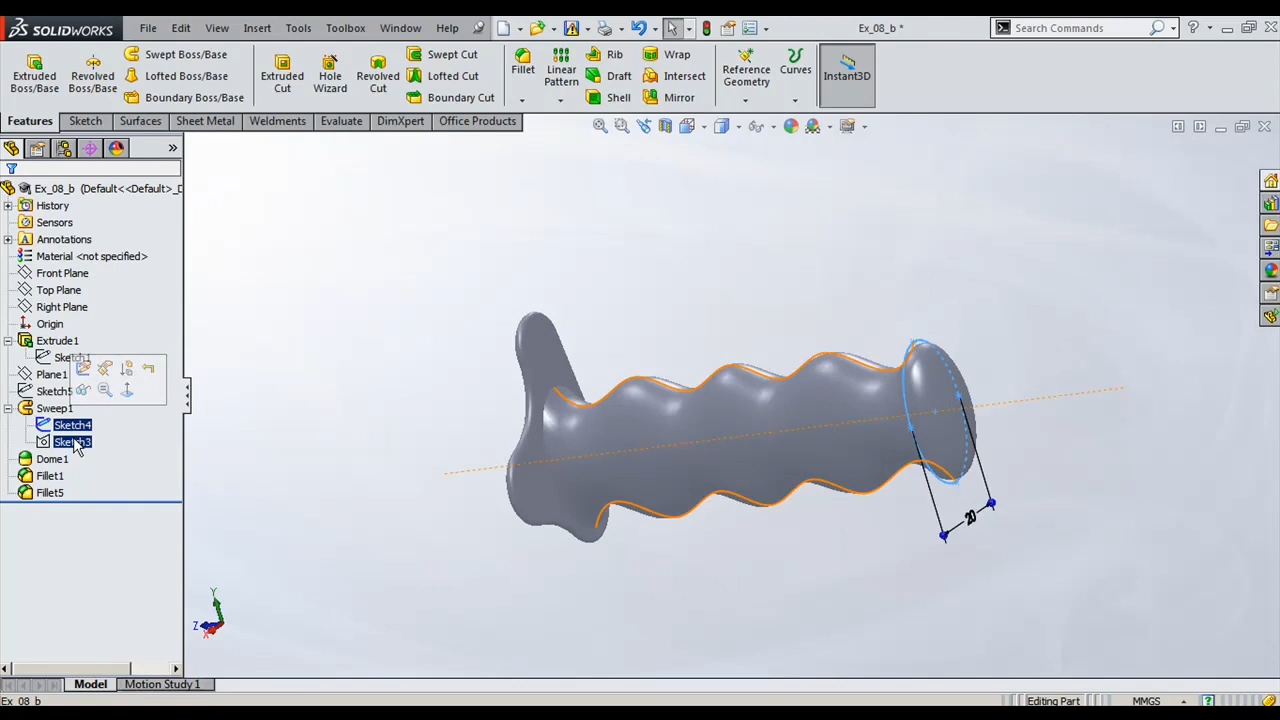 SOLIDWORKS File Edit View Insert Tools Toolbox Window Help Ex_08_b * Search Commands
Extruded Boss/Base
Revolved Boss/Base
Swept Boss/Base
Lofted Boss/Base
Boundary Boss/Base
Extruded Cut
Hole Wizard
Revolved Cut
Swept Cut
Lofted Cut
Boundary Cut
Fillet
Linear Pattern
Rib
Draft
Shell
Wrap
Intersect
Mirror
Reference Geometry
Curves
Instant3D
Features Sketch Surfaces Sheet Metal Weldments Evaluate DimXpert Office Products
Ex_08_b (Default<<Default>_D
History
Sensors
Annotations
Material <not specified>
Front Plane
Top Plane
Right Plane
Origin
Extrude1
Sketch1
Plane1
Sketch5
Sweep1
Sketch4
Sketch3
Dome1
Fillet1
Fillet5
20
Y
Z
X
Model Motion Study 1
Ex_08_b Editing Part MMGS